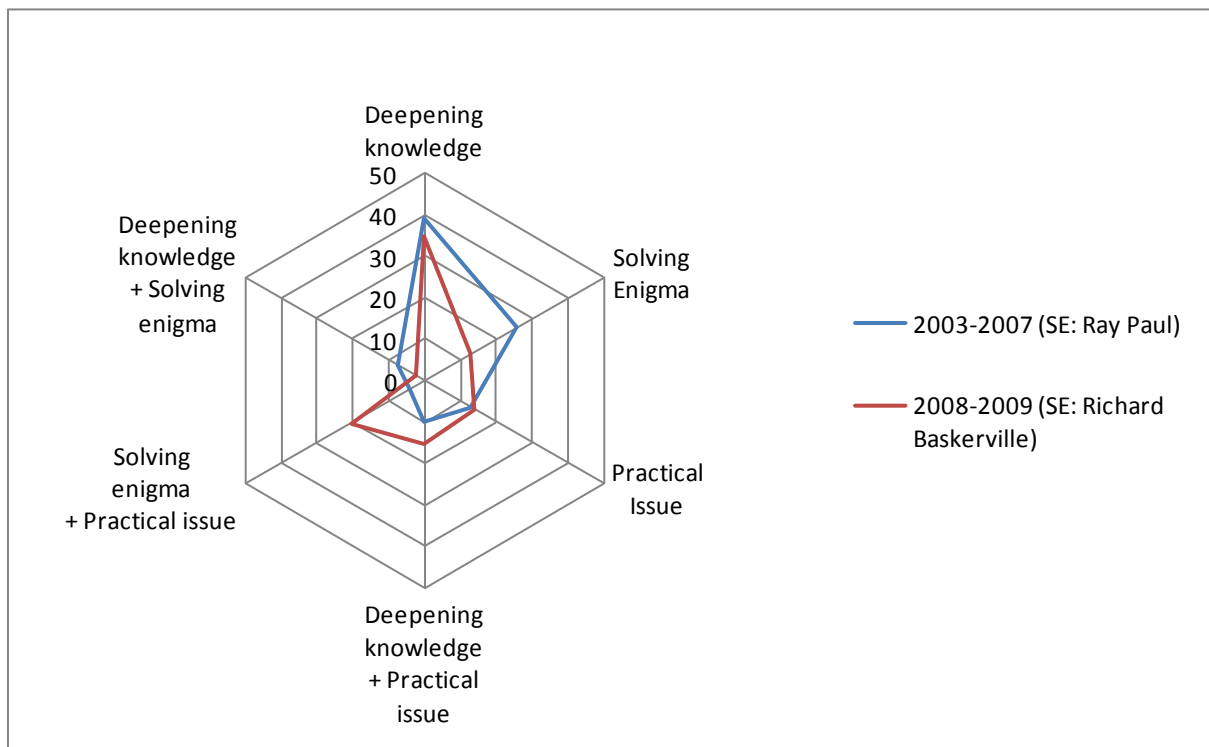 Deepening
knowledge
50
40
30
20
10
0
Solving
Enigma
Practical
Issue
Deepening
knowledge
+ Practical
issue
Solving
enigma
+ Practical issue
Deepening
knowledge
+ Solving
enigma
2003-2007 (SE: Ray Paul)
2008-2009 (SE: Richard
Baskerville)